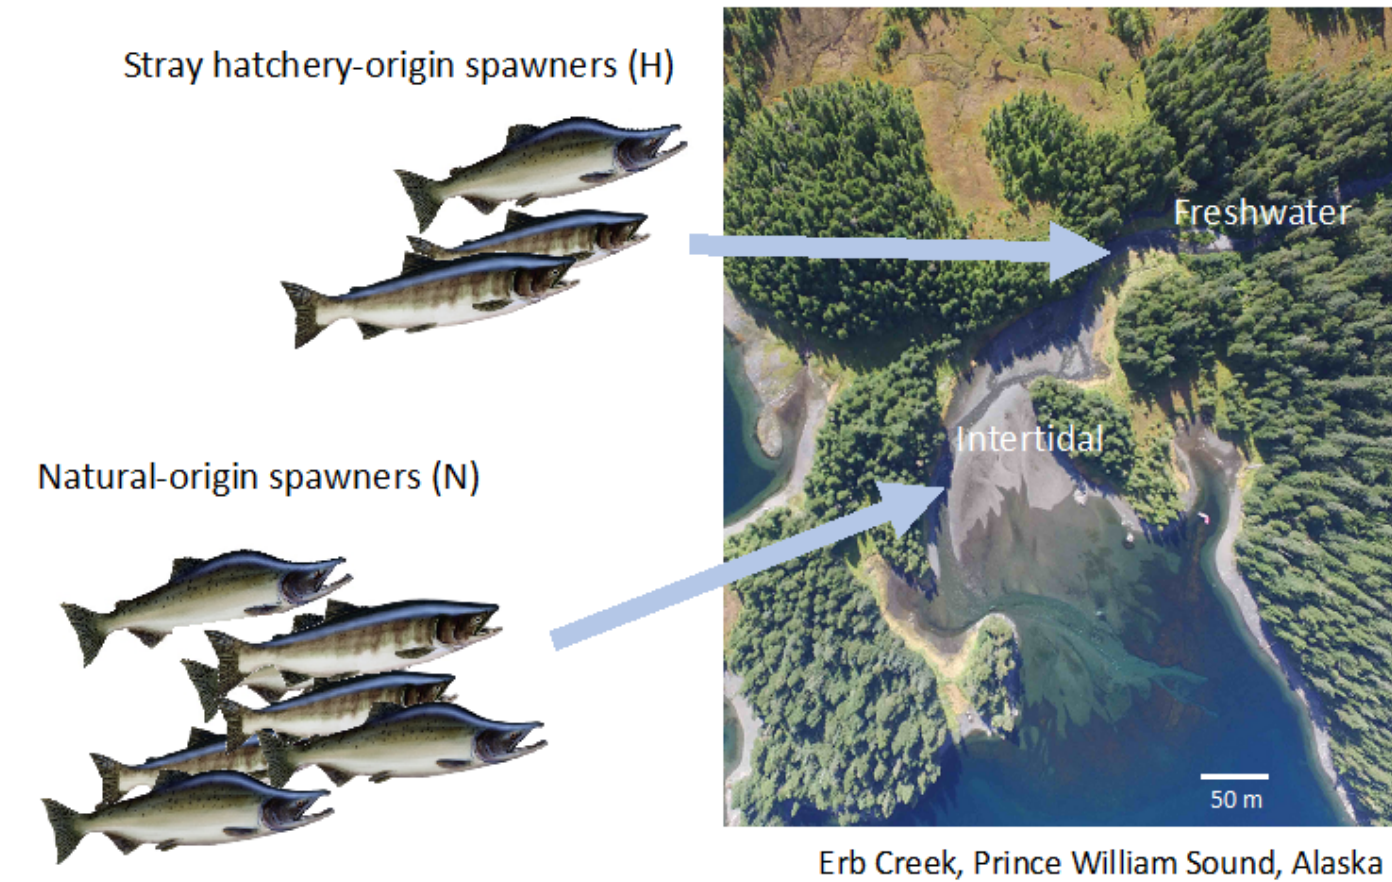 Stray hatchery-origin spawners (H)
Freshwater
Intertidal
Natural-origin spawners (N)
50 m
Erb Creek, Prince William Sound, Alaska